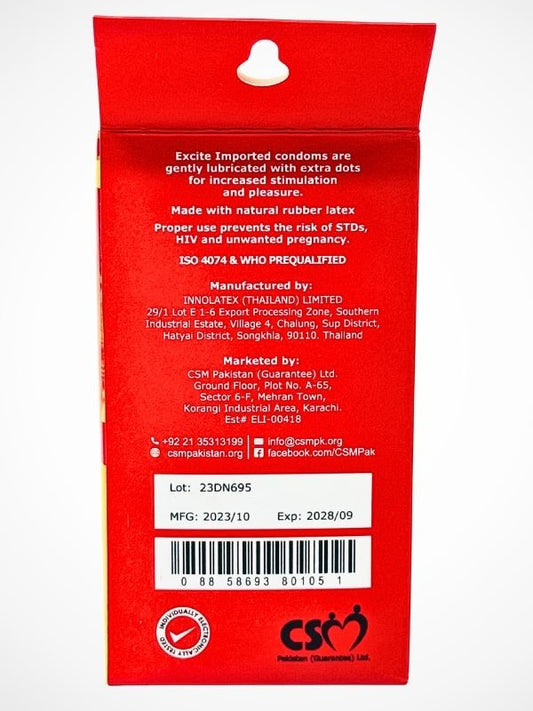 Excite Imported condoms are
gently lubricated with extra dots
for increased stimulation
and pleasure.
Made with natural rubber latex
Proper use prevents the risk of STDs,
HIV and unwanted pregnancy.
ISO 4074 & WHO PREQUALIFIED
Manufactured by:
INNOLATEX (THAILAND) LIMITED
29/1 Lot E 1-6 Export Processing Zone, Southern
Industrial Estate, Village 4, Chalung, Sup District,
Hatyai District, Songkhla, 90110. Thailand
Marketed by:
CSM Pakistan (Guarantee) Ltd.
Ground Floor, Plot No. A-65,
Sector 6-F, Mehran Town,
Korangi Industrial Area, Karachi.
Est# ELI-00418
+92 21 35313199 | info@csmpk.org
csmpakistan.org | facebook.com/CSMPak
Lot: 23DN695
MFG: 2023/10 Exp: 2028/09
0 88 58693 80105 1
INDIVIDUALLY ELECTRONICALLY TESTED
CSM
Pakistan (Guarantee) Ltd.